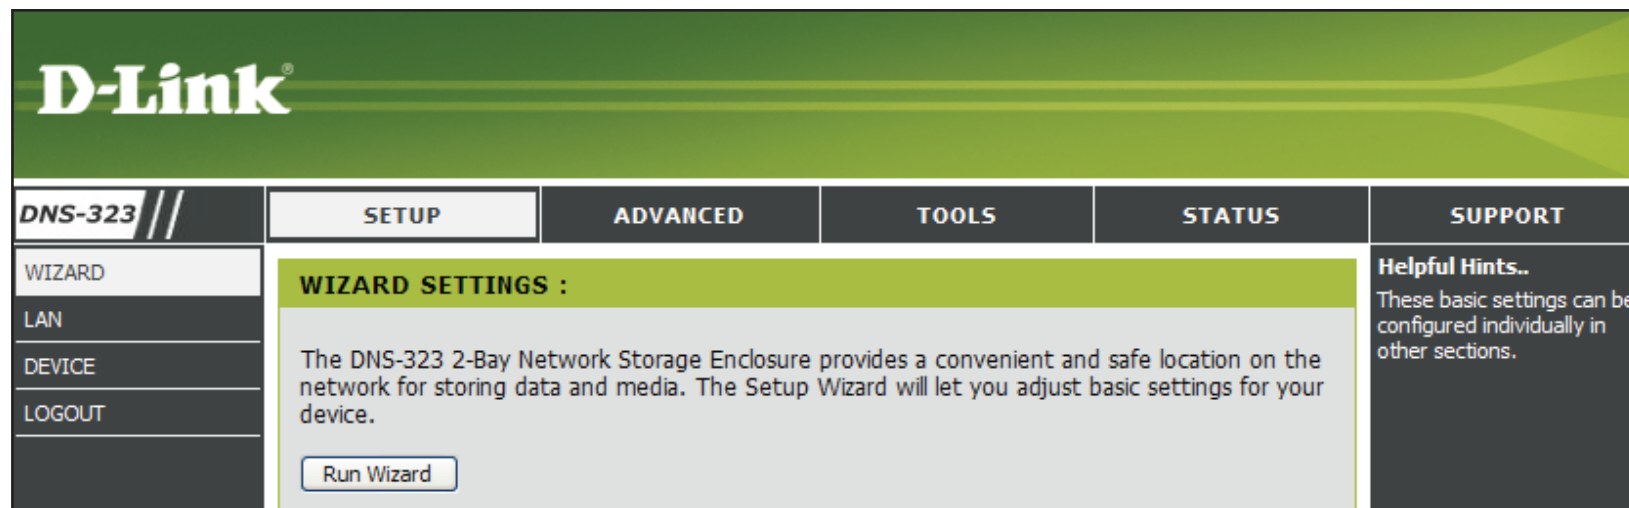 D-Link®
DNS-323 SETUP ADVANCED TOOLS STATUS SUPPORT
WIZARD
LAN
DEVICE
LOGOUT
WIZARD SETTINGS :
The DNS-323 2-Bay Network Storage Enclosure provides a convenient and safe location on the
network for storing data and media. The Setup Wizard will let you adjust basic settings for your
device.
Run Wizard
Helpful Hints..
These basic settings can be
configured individually in
other sections.